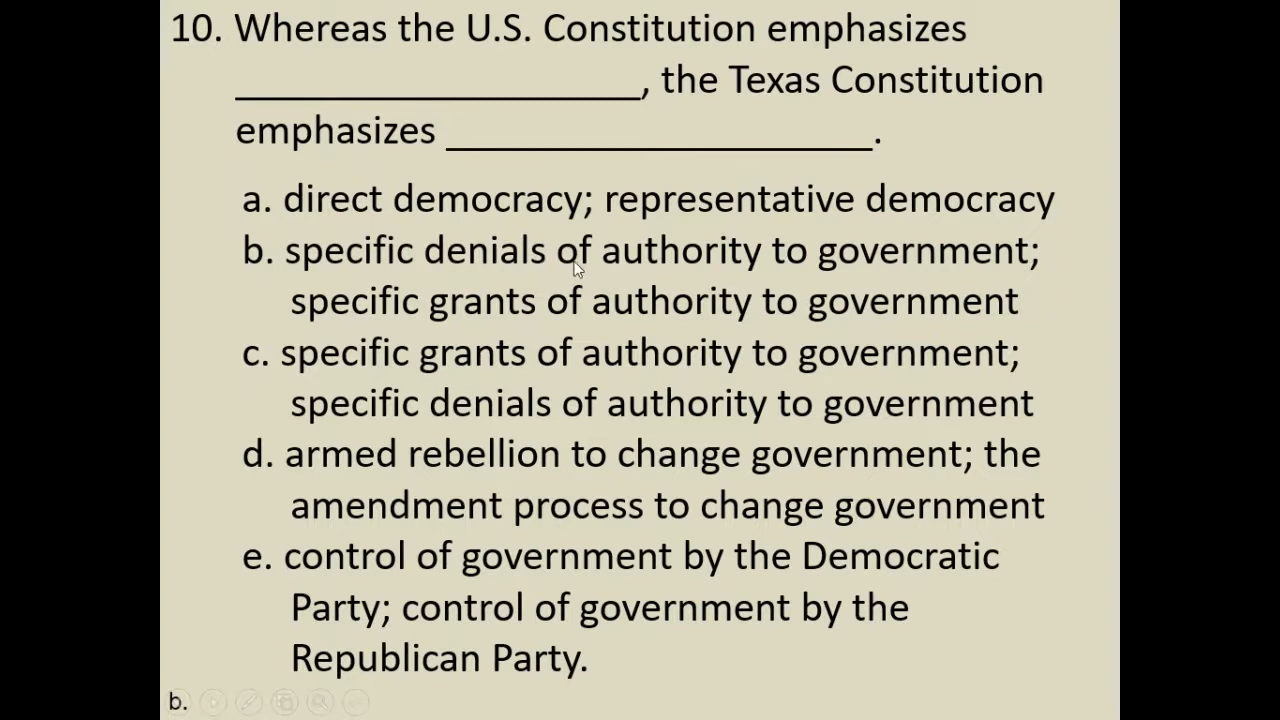 10. Whereas the U.S. Constitution emphasizes
____________________, the Texas Constitution
emphasizes _____________________.
a. direct democracy; representative democracy
b. specific denials of authority to government;
specific grants of authority to government
c. specific grants of authority to government;
specific denials of authority to government
d. armed rebellion to change government; the
amendment process to change government
e. control of government by the Democratic
Party; control of government by the
Republican Party.
b.